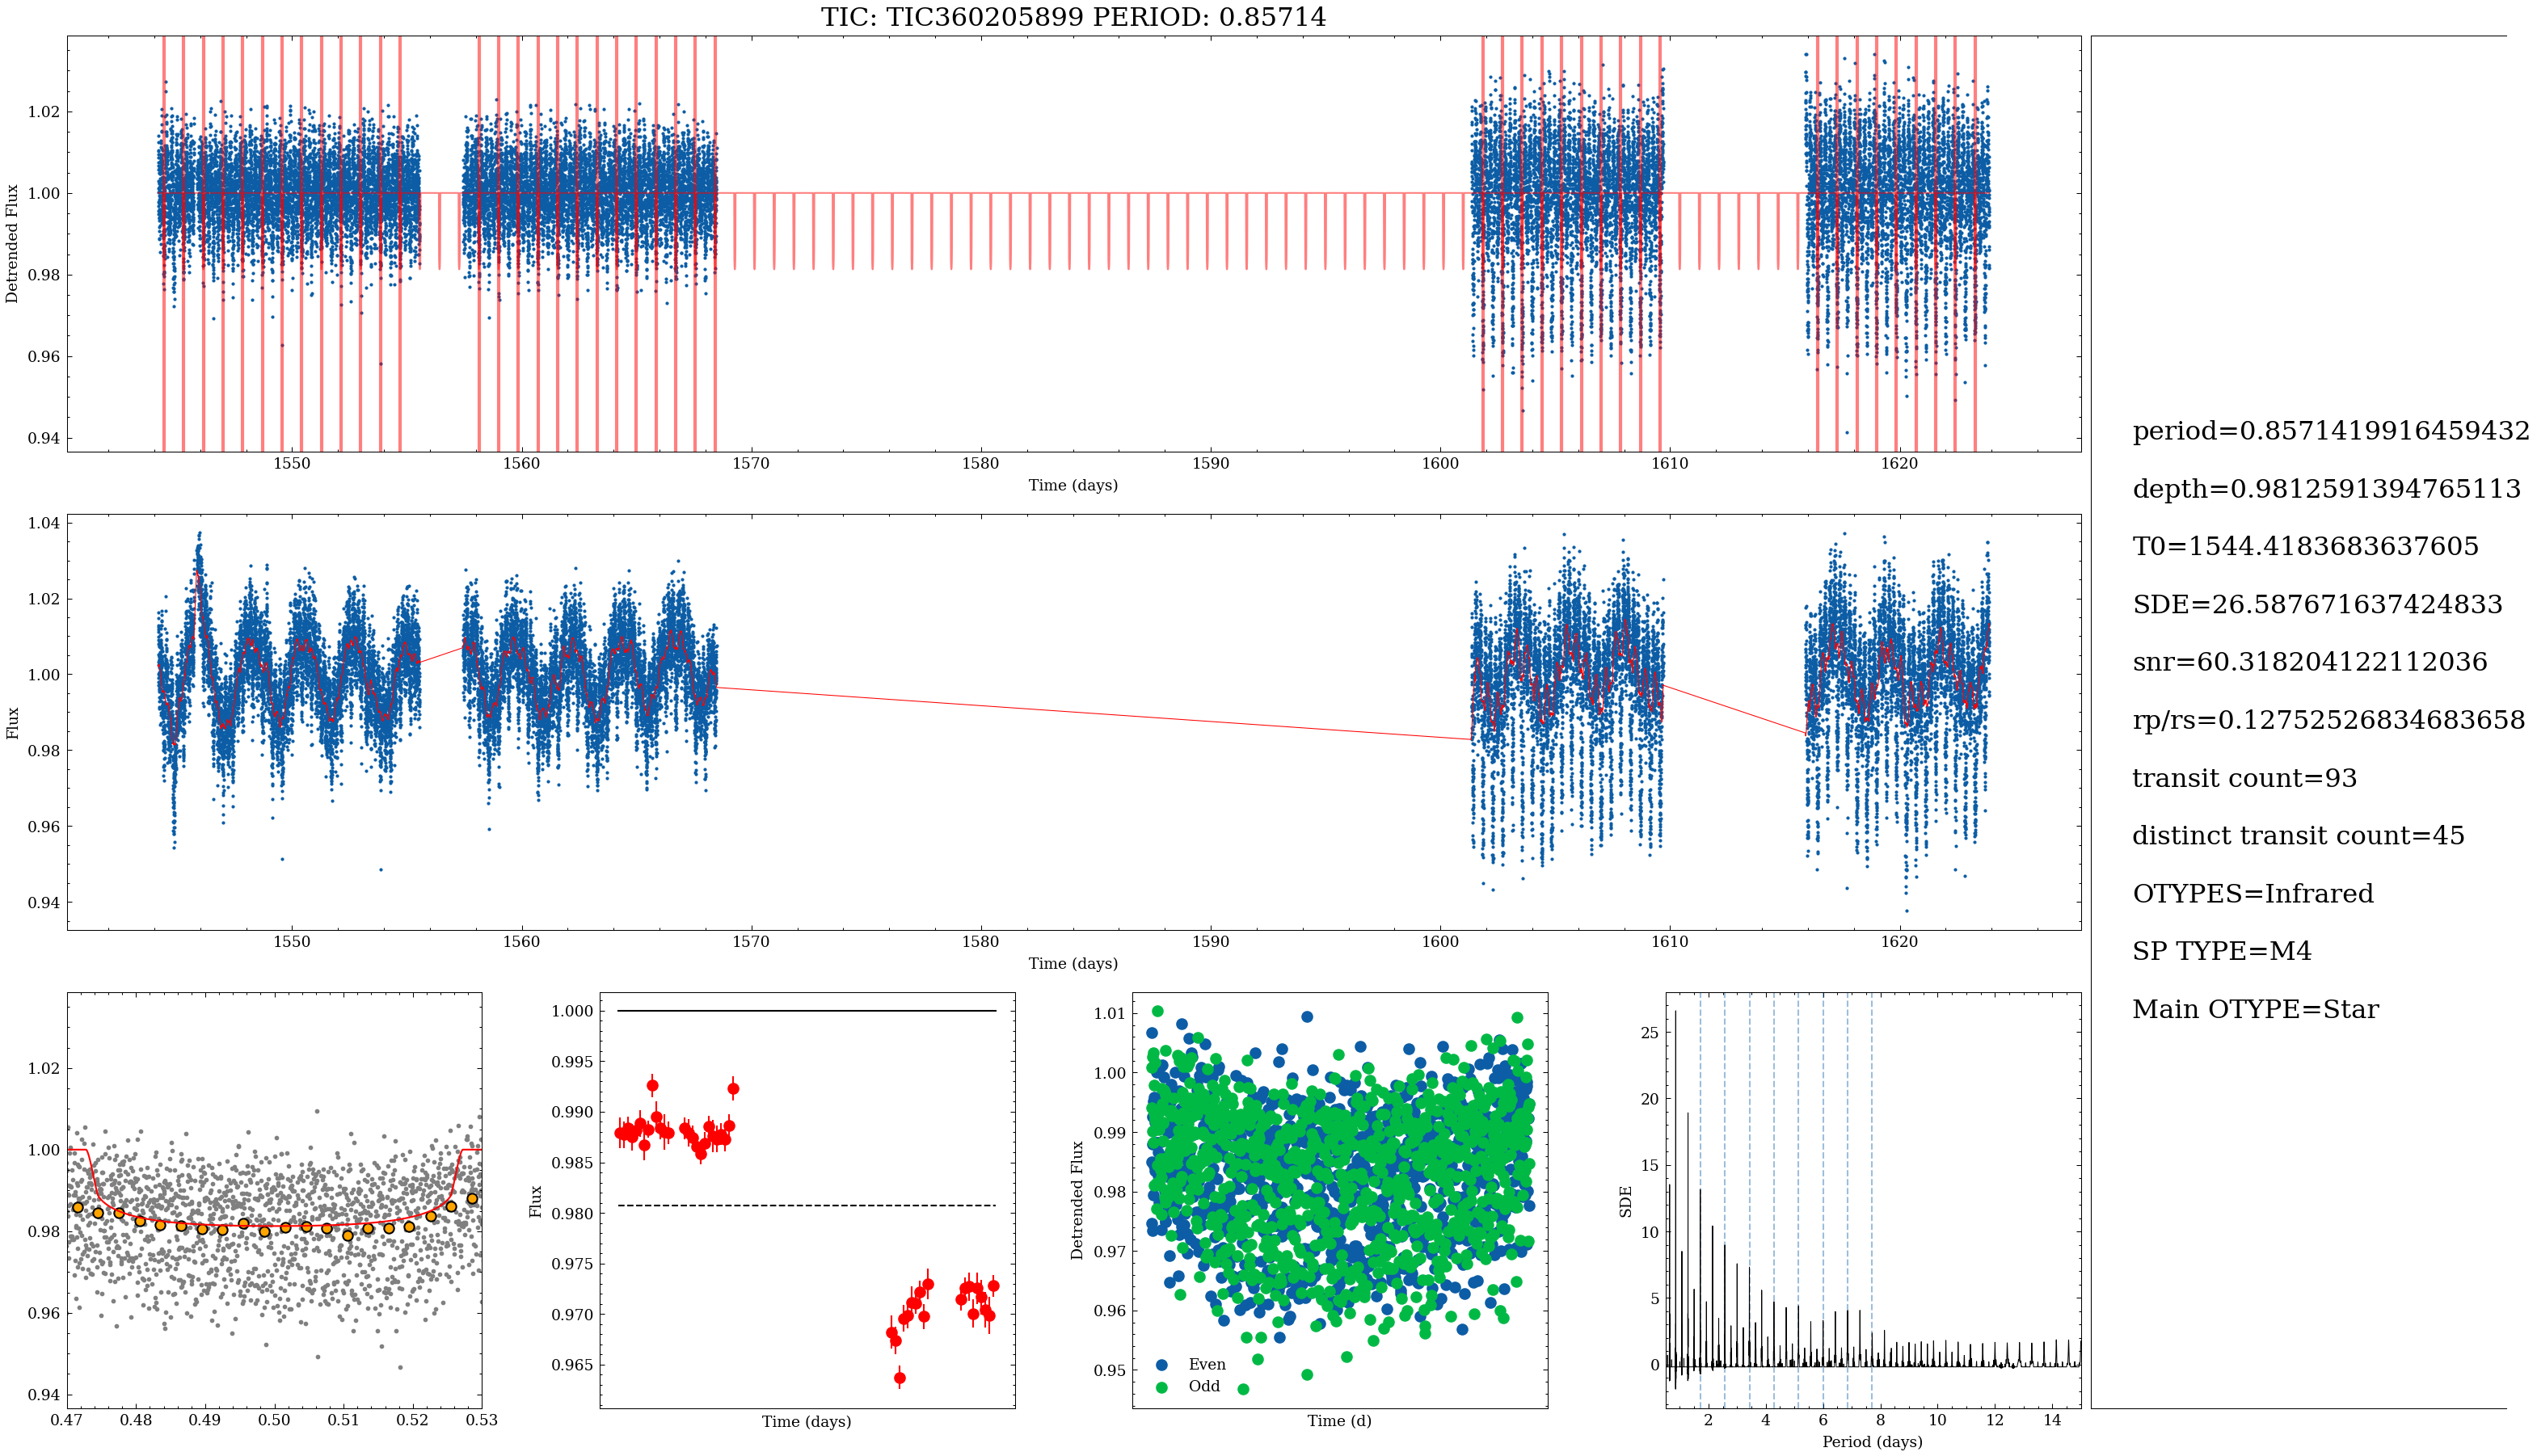 TIC: TIC360205899 PERIOD: 0.85714
Detrended Flux
1.02
1.00
0.98
0.96
0.94
1550 1560 1570 1580 1590 1600 1610 1620
Time (days)
Flux
1.04
1.02
1.00
0.98
0.96
0.94
1550 1560 1570 1580 1590 1600 1610 1620
Time (days)
1.02
1.00
0.98
0.96
0.94
0.47 0.48 0.49 0.50 0.51 0.52 0.53
Flux
1.000
0.995
0.990
0.985
0.980
0.975
0.970
0.965
Time (days)
Detrended Flux
1.01
1.00
0.99
0.98
0.97
0.96
0.95
Even
Odd
Time (d)
SDE
25
20
15
10
5
0
2 4 6 8 10 12 14
Period (days)
period=0.8571419916459432
depth=0.9812591394765113
T0=1544.4183683637605
SDE=26.587671637424833
snr=60.318204122112036
rp/rs=0.12752526834683658
transit count=93
distinct transit count=45
OTYPES=Infrared
SP TYPE=M4
Main OTYPE=Star